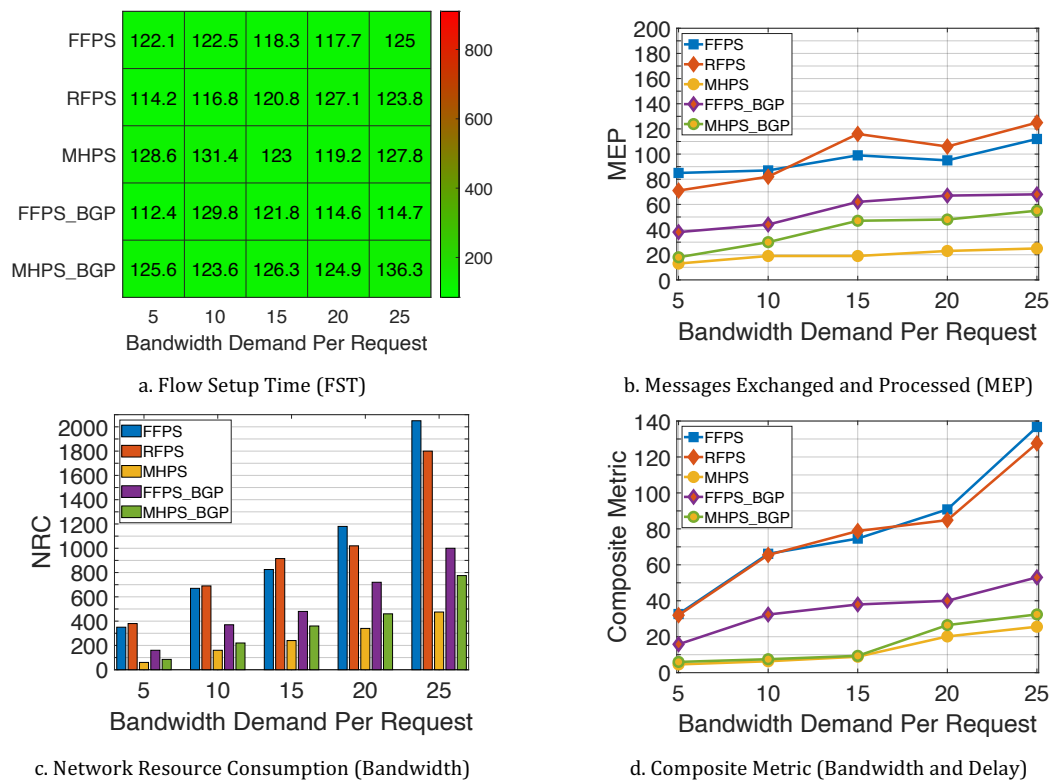 FFPS 122.1 122.5 118.3 117.7 125
RFPS 114.2 116.8 120.8 127.1 123.8
MHPS 128.6 131.4 123 119.2 127.8
FFPS_BGP 112.4 129.8 121.8 114.6 114.7
MHPS_BGP 125.6 123.6 126.3 124.9 136.3
5 10 15 20 25
Bandwidth Demand Per Request
800
600
400
200
a. Flow Setup Time (FST)
200
180
160
140
120
100
80
60
40
20
0
MEP
FFPS
RFPS
MHPS
FFPS_BGP
MHPS_BGP
5 10 15 20 25
Bandwidth Demand Per Request
b. Messages Exchanged and Processed (MEP)
2000
1800
1600
1400
1200
1000
800
600
400
200
0
NRC
FFPS
RFPS
MHPS
FFPS_BGP
MHPS_BGP
5 10 15 20 25
Bandwidth Demand Per Request
c. Network Resource Consumption (Bandwidth)
140
120
100
80
60
40
20
0
Composite Metric
FFPS
RFPS
MHPS
FFPS_BGP
MHPS_BGP
5 10 15 20 25
Bandwidth Demand Per Request
d. Composite Metric (Bandwidth and Delay)